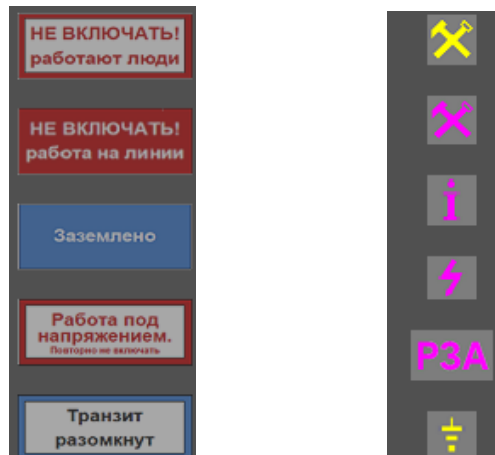 НЕ ВКЛЮЧАТЬ!
работают люди
НЕ ВКЛЮЧАТЬ!
работа на линии
Заземлено
Работа под
напряжением.
Повторно не включать
Транзит
разомкнут
i
РЗА